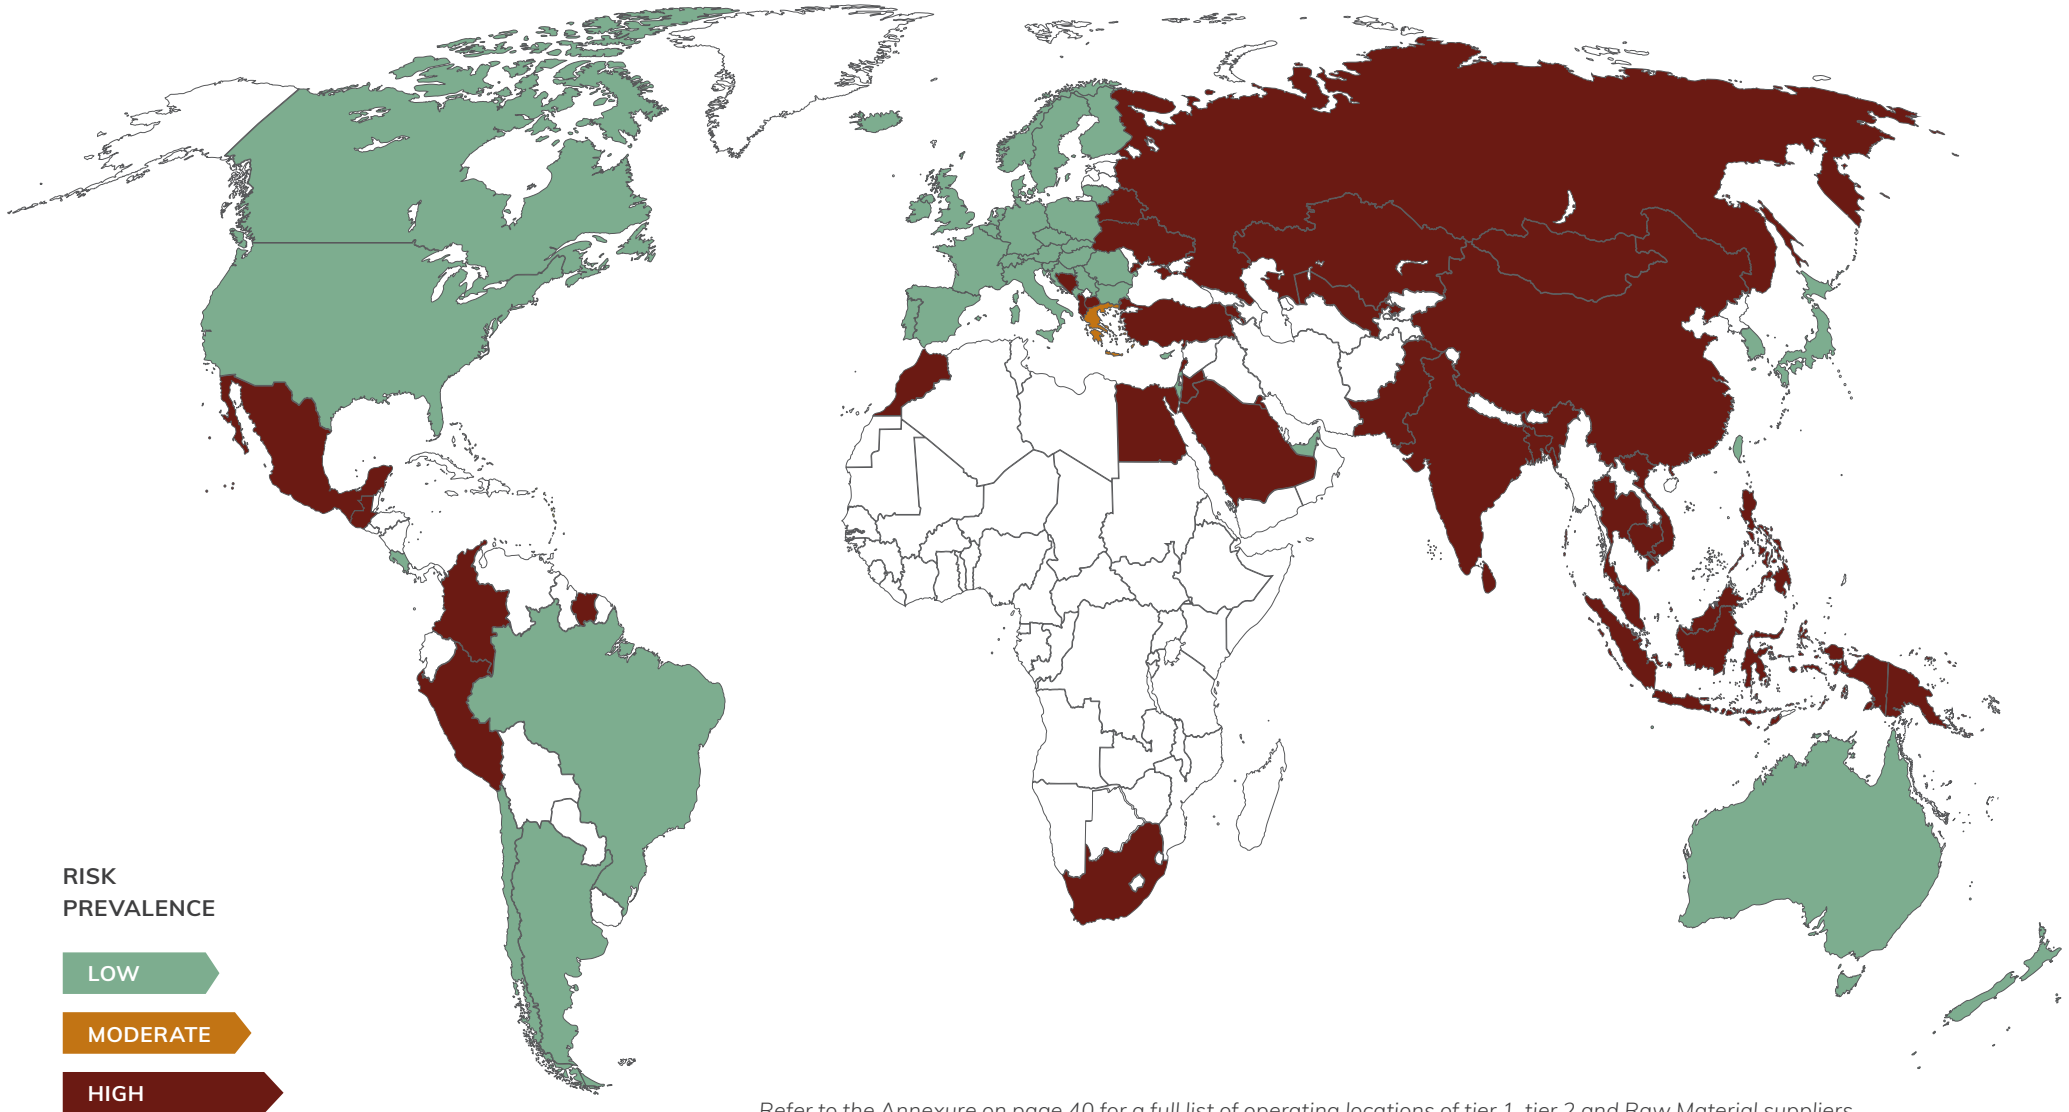 RISK
PREVALENCE
LOW
MODERATE
HIGH
Refer to the Annexure on page 40 for a full list of operating locations of tier 1, tier 2 and Raw Material suppliers